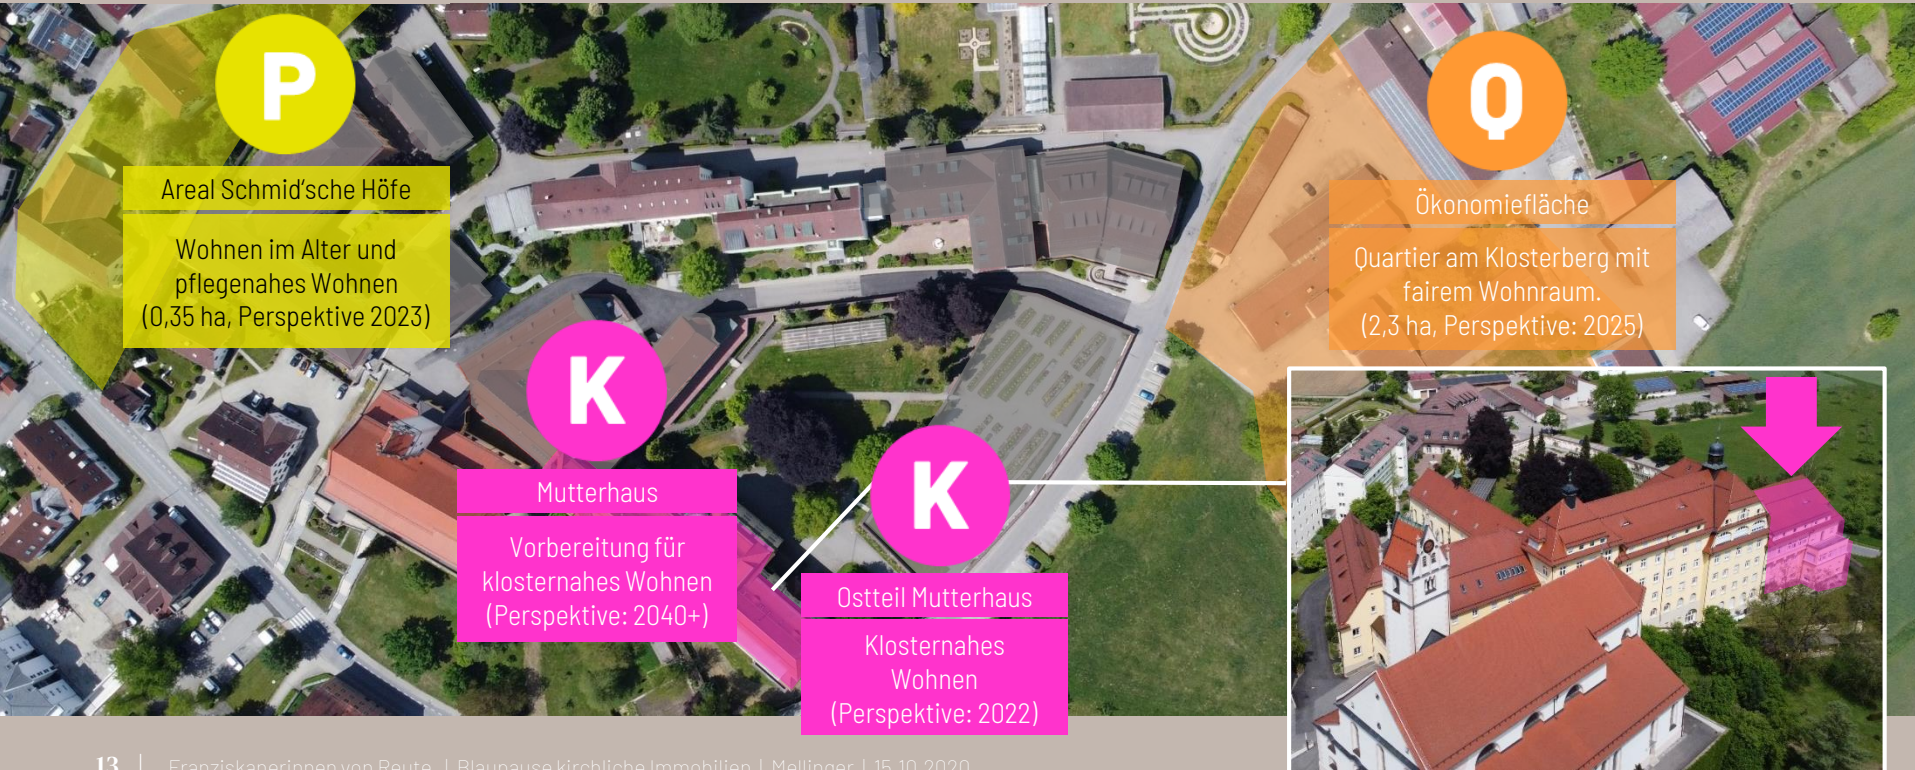 P
Areal Schmid'sche Höfe
Wohnen im Alter und
pflegenahes Wohnen
(0,35 ha, Perspektive 2023)
K
Mutterhaus
Vorbereitung für
klosternahes Wohnen
(Perspektive: 2040+)
K
Ostteil Mutterhaus
Klosternahes
Wohnen
(Perspektive: 2022)
Q
Ökonomiefläche
Quartier am Klosterberg mit
fairem Wohnraum.
(2,3 ha, Perspektive: 2025)
13 | Franziskanerinnen von Reute | Blaupause kirchliche Immobilien | Mellinger | 15.10.2020